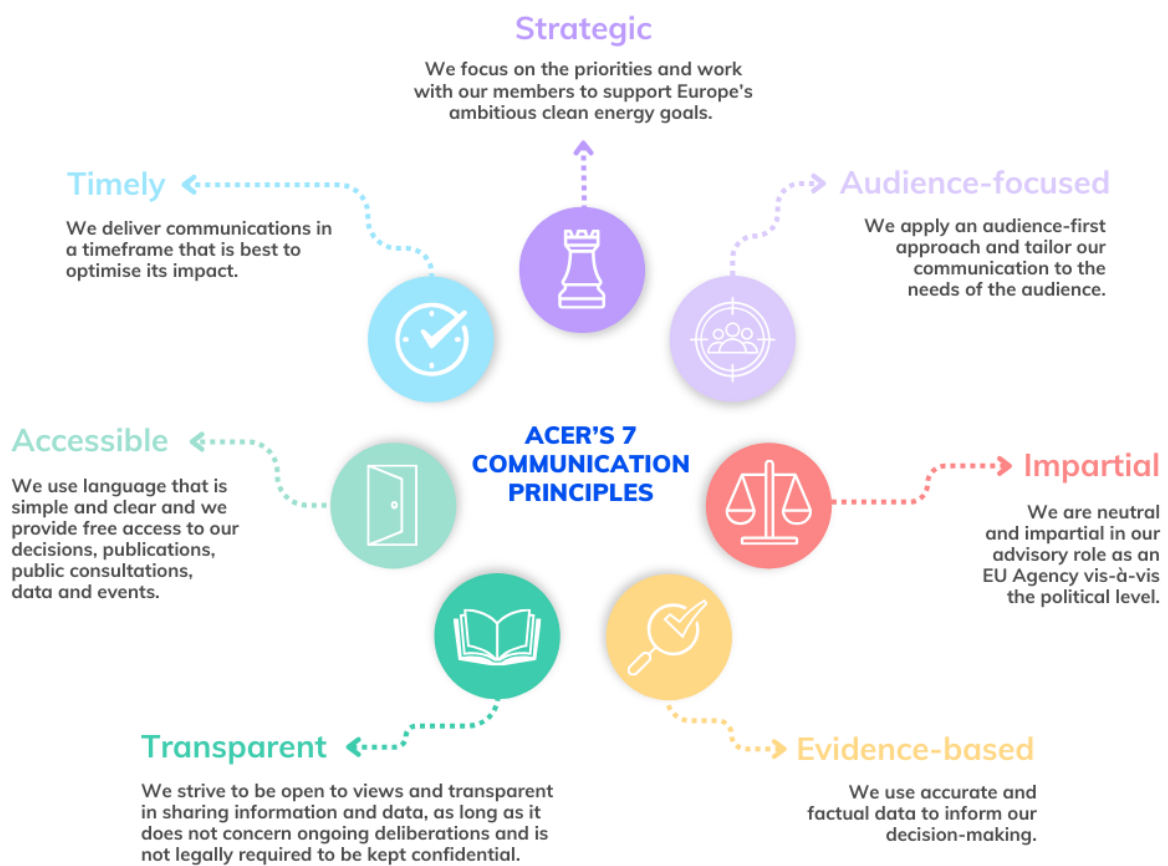 Strategic
We focus on the priorities and work
with our members to support Europe's
ambitious clean energy goals.
Timely
We deliver communications in
a timeframe that is best to
optimise its impact.
Audience-focused
We apply an audience-first
approach and tailor our
communication to the
needs of the audience.
ACER'S 7
COMMUNICATION
PRINCIPLES
Accessible
We use language that is
simple and clear and we
provide free access to our
decisions, publications,
public consultations,
data and events.
Impartial
We are neutral
and impartial in our
advisory role as an
EU Agency vis-à-vis
the political level.
Transparent
We strive to be open to views and transparent
in sharing information and data, as long as it
does not concern ongoing deliberations and is
not legally required to be kept confidential.
Evidence-based
We use accurate and
factual data to inform our
decision-making.